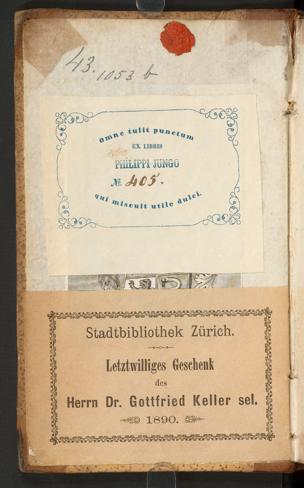 43.1053 b
Omne tulit punctum
EX LIBRIS
PHILIPPI JUNGO
№ 405.
qui miscuit utile dulci.
Stadtbibliothek Zürich.
Letztwilliges Geschenk
des
Herrn Dr. Gottfried Keller sel.
1890.